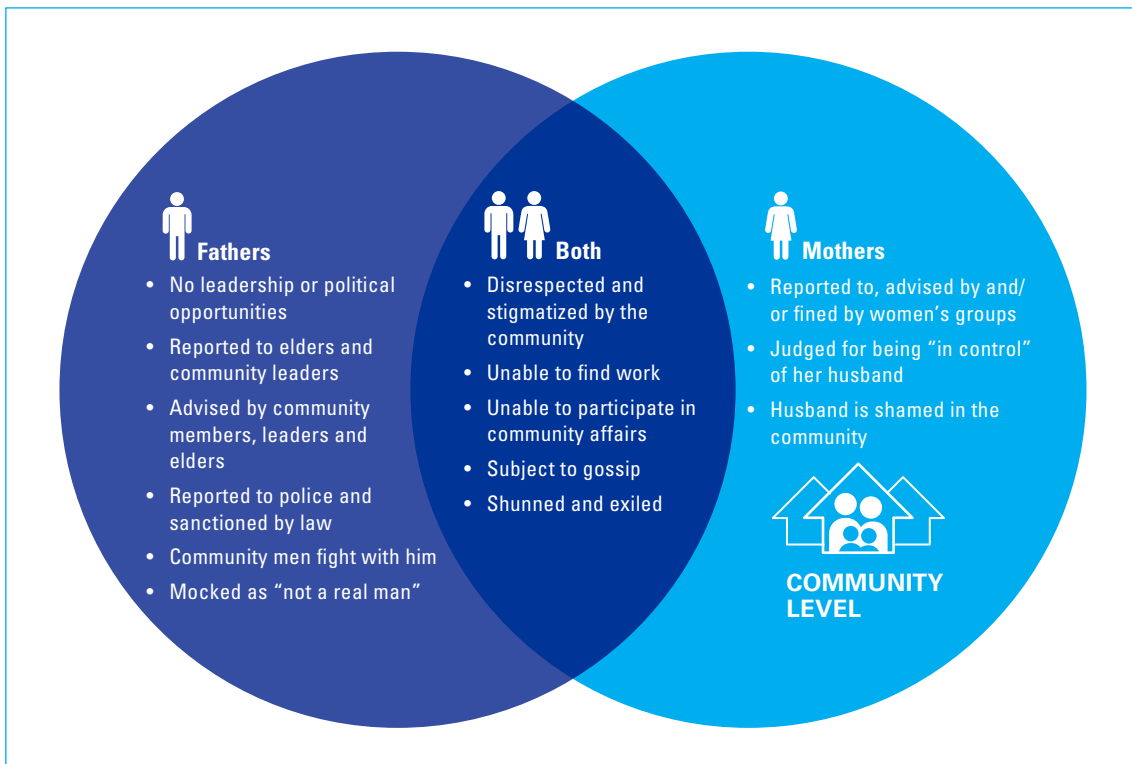 Fathers
• No leadership or political
opportunities
• Reported to elders and
community leaders
• Advised by community
members, leaders and
elders
• Reported to police and
sanctioned by law
• Community men fight with him
• Mocked as “not a real man”
Both
• Disrespected and
stigmatized by the
community
• Unable to find work
• Unable to participate in
community affairs
• Subject to gossip
• Shunned and exiled
Mothers
• Reported to, advised by and/
or fined by women’s groups
• Judged for being “in control”
of her husband
• Husband is shamed in the
community
COMMUNITY
LEVEL